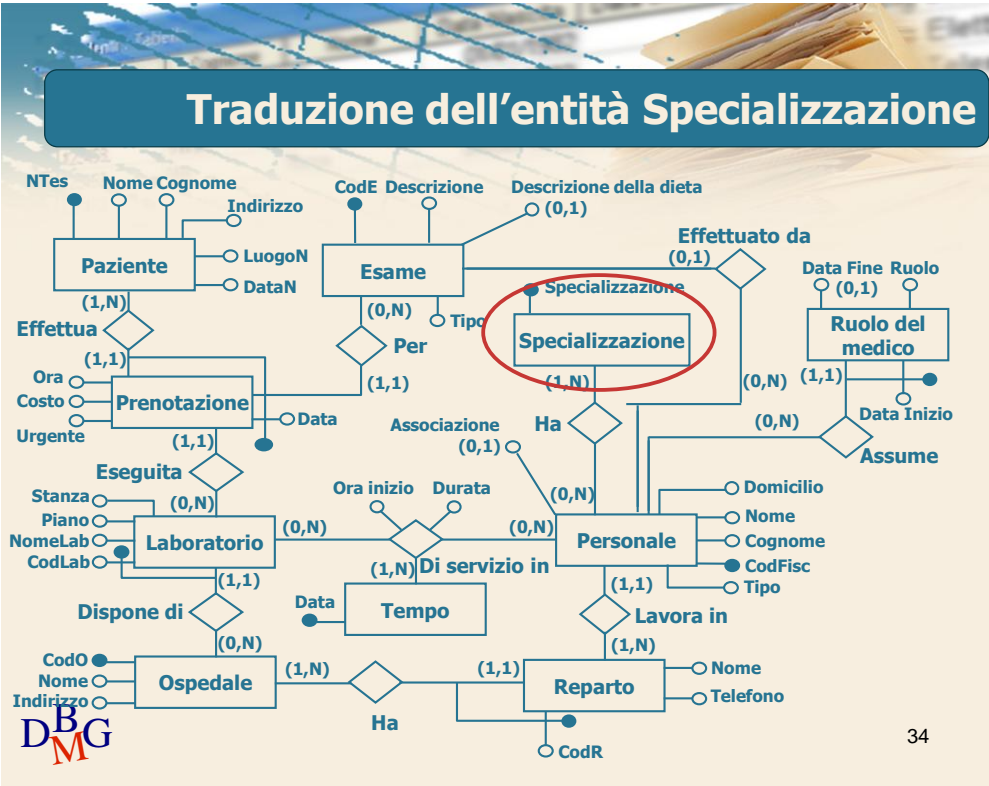 Traduzione dell'entità Specializzazione
NTes
Nome Cognome
Indirizzo
CodE Descrizione
Descrizione della dieta
(0,1)
Effettuato da
(0,1)
Paziente
LuogoN
DataN
Esame
Data Fine Ruolo
(0,1)
Specializzazione
(1,N)
(0,N)
Tipo
Effettua
Per
Specializzazione
Ruolo del
medico
(1,1)
(1,1)
(1,N)
(0,N)
(1,1)
Ora
Costo
Urgente
Prenotazione
Data
Data Inizio
Associazione
(0,1)
Ha
(0,N)
Assume
(1,1)
Eseguita
Stanza
Piano
NomeLab
CodLab
(0,N)
Laboratorio
Ora inizio
Durata
(0,N)
(0,N)
(0,N)
Domicilio
Nome
Cognome
CodFisc
Tipo
Personale
(1,N)
Di servizio in
(1,1)
(1,1)
Dispone di
Data
Tempo
Lavora in
(0,N)
(1,N)
CodO
Nome
Indirizzo
Ospedale
(1,N)
Ha
(1,1)
Reparto
Nome
Telefono
CodR
DBMG
34